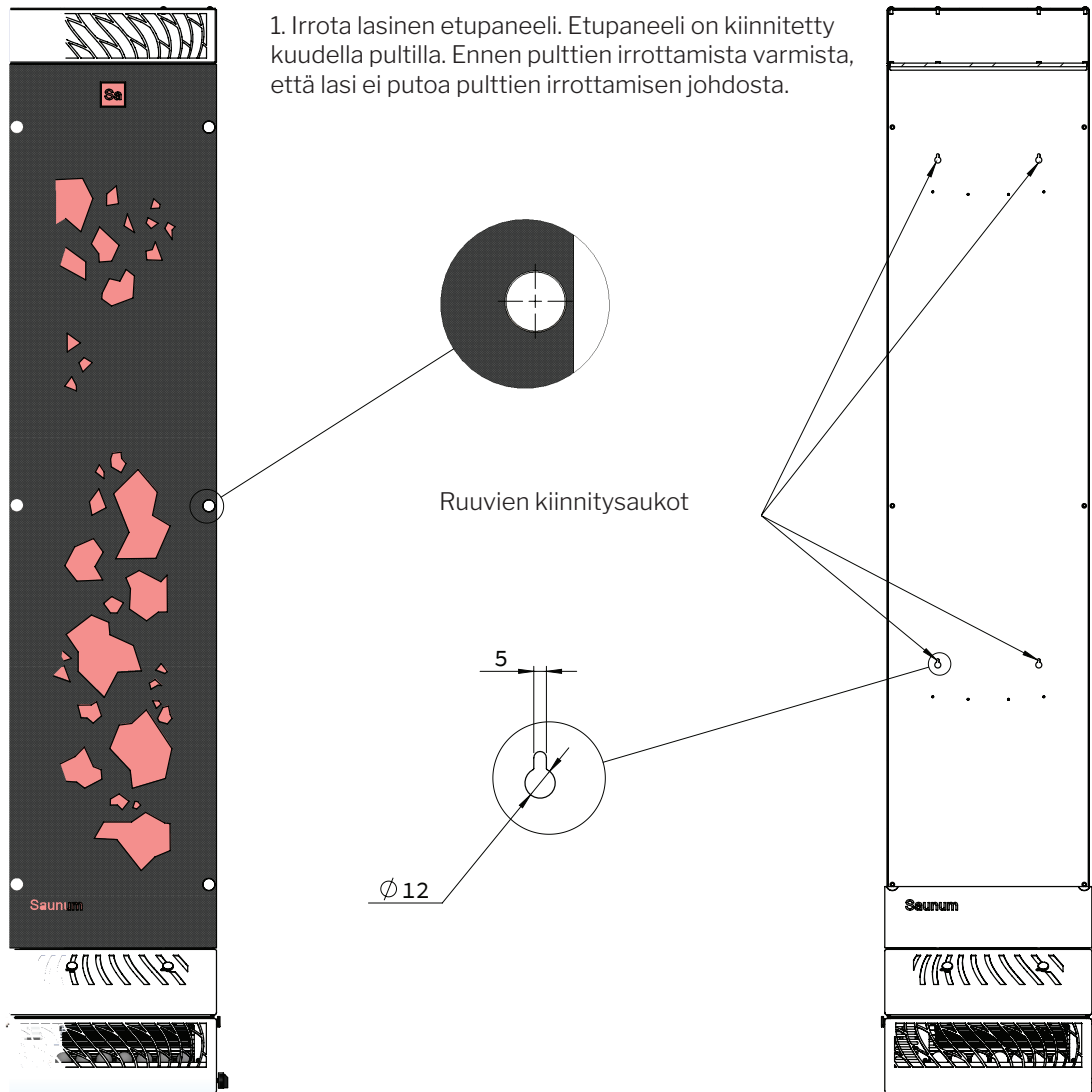 1. Irrota lasinen etupaneeli. Etupaneeli on kiinnitetty
kuudella pultilla. Ennen pulttien irrottamista varmista,
että lasi ei putoa pulttien irrottamisen johdosta.
Sa
Ruuvien kiinnitysaukot
5
∅ 12
Saunum
Saunum